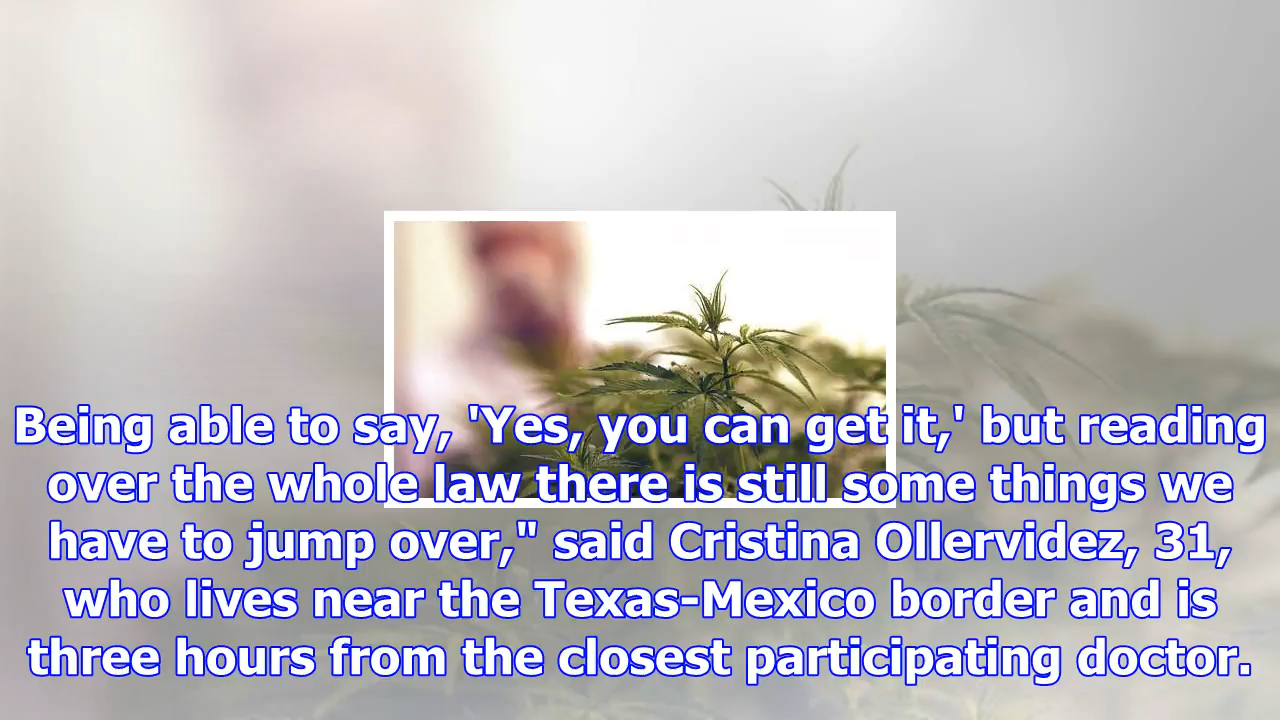 Being able to say, 'Yes, you can get it,' but reading
over the whole law there is still some things we
have to jump over," said Cristina Ollervidez, 31,
who lives near the Texas-Mexico border and is
three hours from the closest participating doctor.